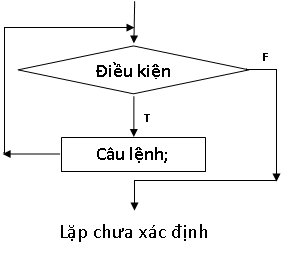 Điều kiện
F
T
Câu lệnh;
Lặp chưa xác định